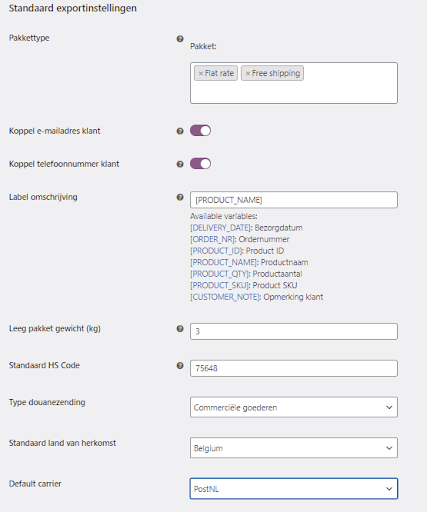 Standaard exportinstellingen
Pakkettype
Pakket:
× Flat rate × Free shipping
Koppel e-mailadres klant
Koppel telefoonnummer klant
Label omschrijving
[PRODUCT_NAME]
Available variables:
[DELIVERY_DATE]: Bezorgdatum
[ORDER_NR]: Ordernummer
[PRODUCT_ID]: Product ID
[PRODUCT_NAME]: Productnaam
[PRODUCT_QTY]: Productaantal
[PRODUCT_SKU]: Product SKU
[CUSTOMER_NOTE]: Opmerking klant
Leeg pakket gewicht (kg)
3
Standaard HS Code
75648
Type douanezending
Commerciële goederen
Standaard land van herkomst
Belgium
Default carrier
PostNL